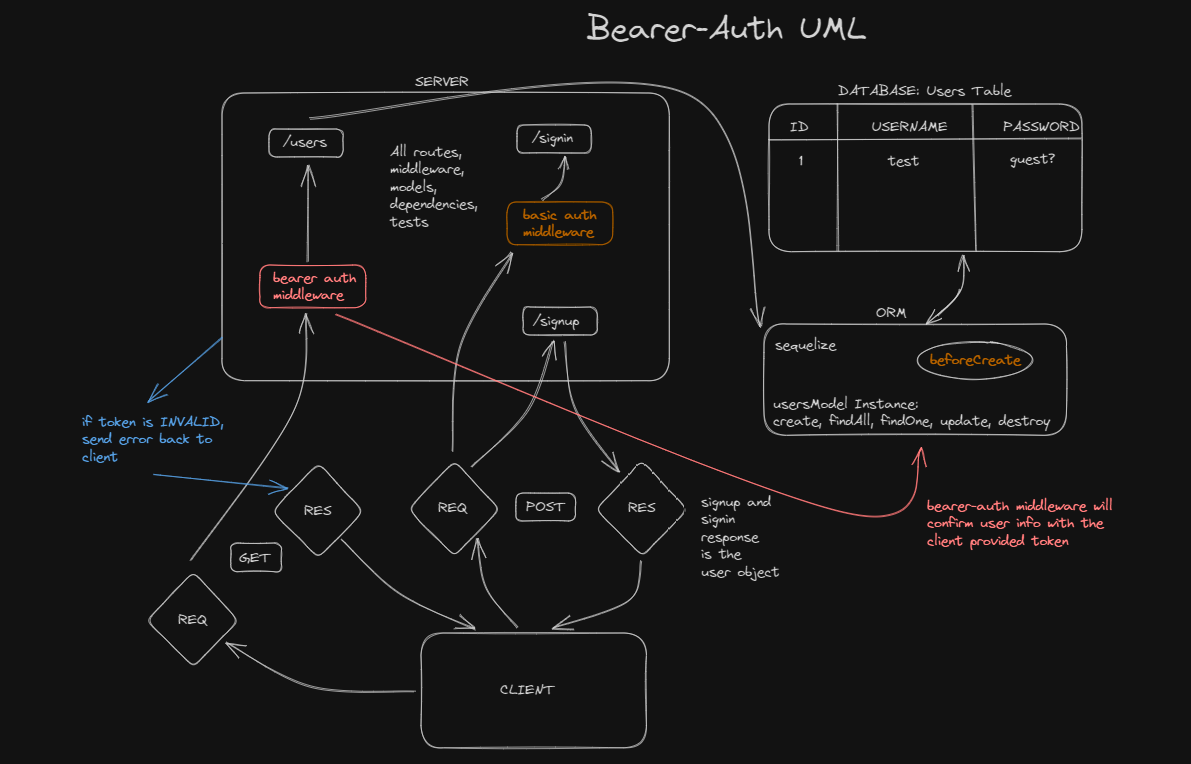 Bearer-Auth UML
SERVER
/users
All routes,
middleware,
models,
dependencies,
tests
/signin
basic auth
middleware
bearer auth
middleware
/signup
DATABASE: Users Table
ID USERNAME PASSWORD
1 test guest?
ORM
sequelize
beforeCreate
usersModel Instance:
create, findAll, findOne, update, destroy
if token is INVALID,
send error back to
client
RES
REQ
POST
RES
signup and
signin
response
is the
user object
bearer-auth middleware will
confirm user info with the
client provided token
GET
REQ
CLIENT